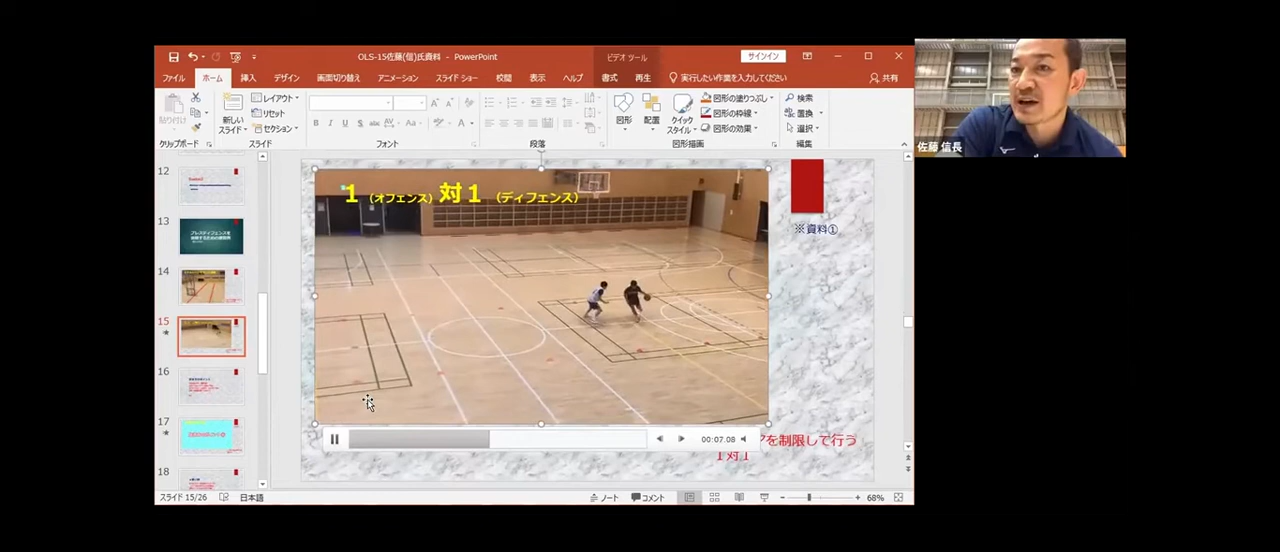 OLS-15佐藤(信)氏資料 - PowerPoint
ビデオ ツール
サインイン
ファイル
ホーム
挿入
デザイン
画面切り替え
アニメーション
スライド ショー
校閲
表示
ヘルプ
書式
再生
実行したい作業を入力してください
共有
貼り付け
新しい
スライド
レイアウト
リセット
セクション
図形
配置
クイック
スタイル
図形の塗りつぶし
図形の枠線
図形の効果
検索
置換
選択
クリップボード
スライド
フォント
段落
図形描画
編集
佐藤 信長
12
13
14
15
16
17
18
1 (オフェンス) 対1 (ディフェンス)
※資料①
00:07.08
アを制限して行う
1対1
スライド 15/26
日本語
ノート
コメント
68%